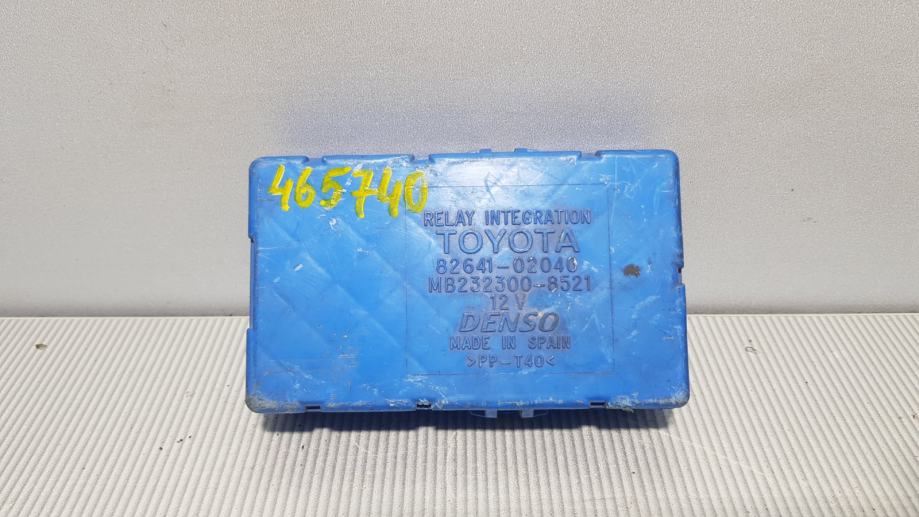 465740
RELAY INTEGRATION
TOYOTA
82641-02040
MB232300-8521
12 V
DENSO
MADE IN SPAIN
>PP-T40<